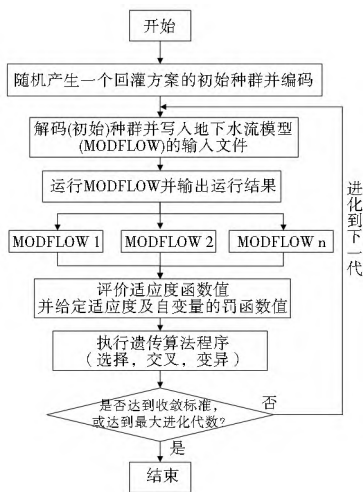 开始
随机产生一个回灌方案的初始种群并编码
解码(初始)种群并写入地下水流模型
(MODFLOW)的输入文件
运行MODFLOW并输出运行结果
MODFLOW 1
MODFLOW 2
MODFLOW n
评价适应度函数值
并给定适应度及自变量的罚函数值
执行遗传算法程序
(选择, 交叉, 变异)
是否达到收敛标准,
或达到最大进化代数?
否
进化到下一代
是
结束